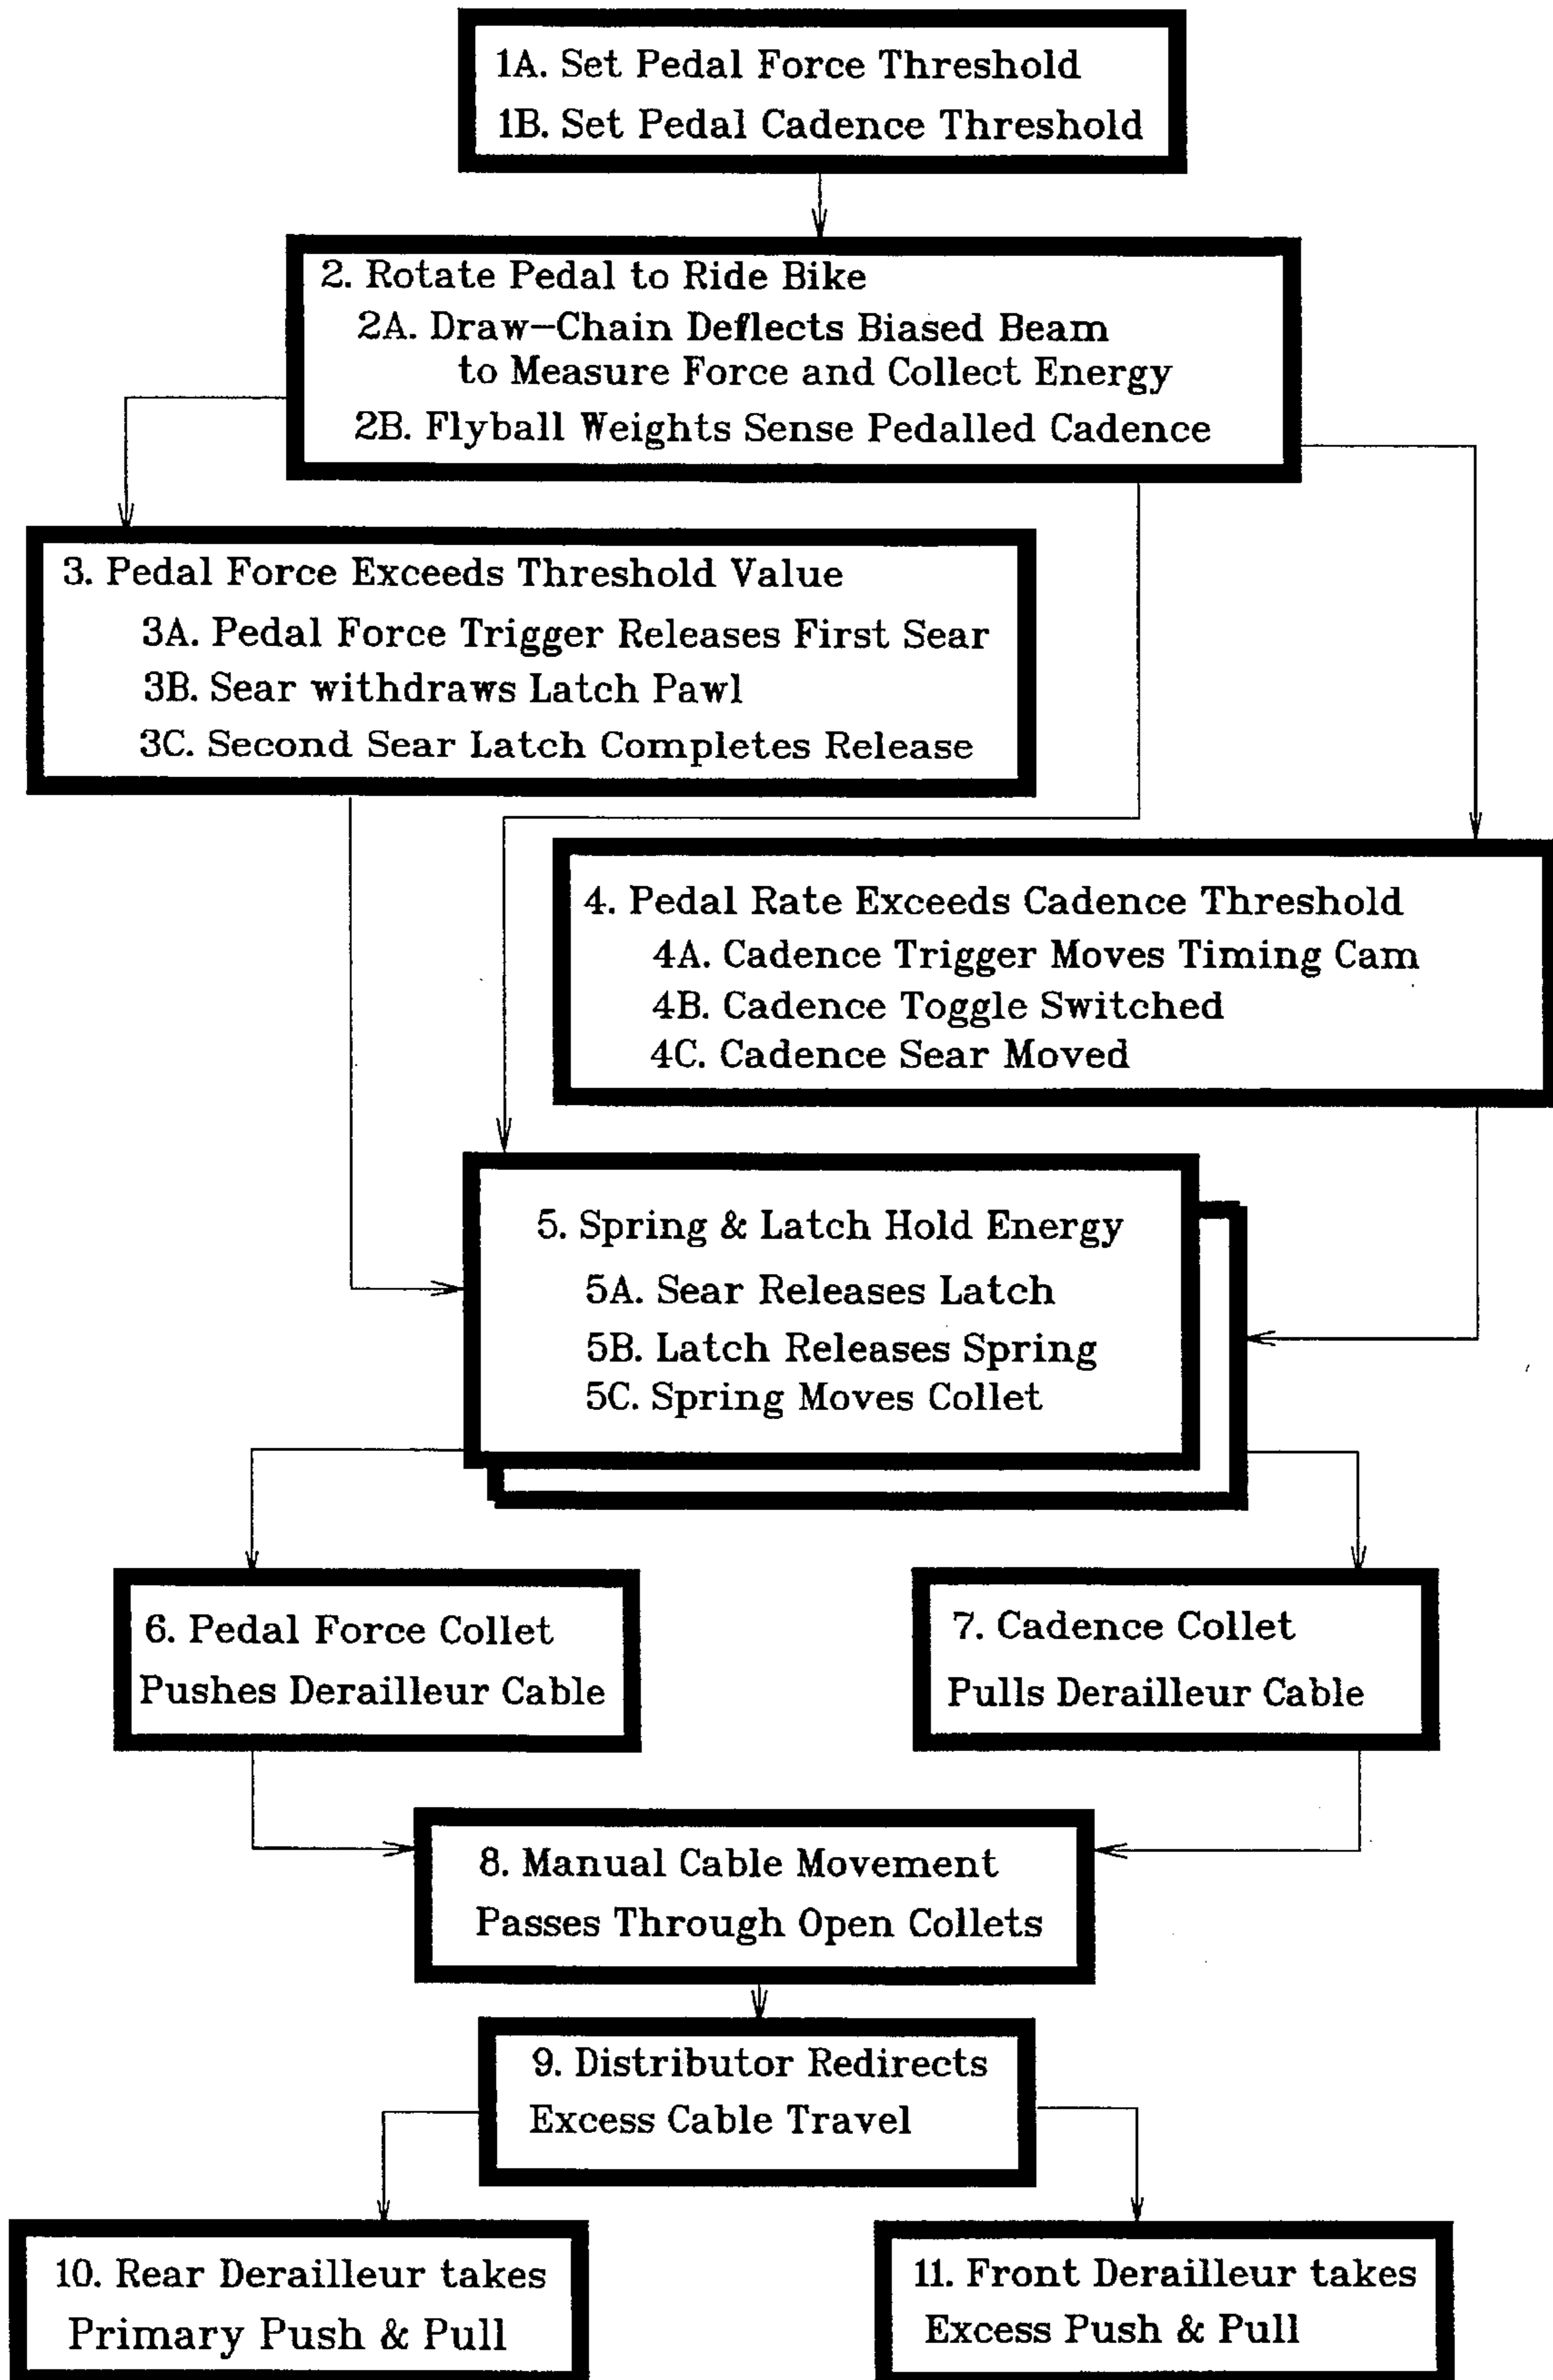 1A. Set Pedal Force Threshold
1B. Set Pedal Cadence Threshold
2. Rotate Pedal to Ride Bike
2A. Draw-Chain Deflects Biased Beam
to Measure Force and Collect Energy
2B. Flyball Weights Sense Pedalled Cadence
3. Pedal Force Exceeds Threshold Value
3A. Pedal Force Trigger Releases First Sear
3B. Sear withdraws Latch Pawl
3C. Second Sear Latch Completes Release
4. Pedal Rate Exceeds Cadence Threshold
4A. Cadence Trigger Moves Timing Cam
4B. Cadence Toggle Switched
4C. Cadence Sear Moved
5. Spring & Latch Hold Energy
5A. Sear Releases Latch
5B. Latch Releases Spring
5C. Spring Moves Collet
6. Pedal Force Collet
Pushes Derailleur Cable
7. Cadence Collet
Pulls Derailleur Cable
8. Manual Cable Movement
Passes Through Open Collets
9. Distributor Redirects
Excess Cable Travel
10. Rear Derailleur takes
Primary Push & Pull
11. Front Derailleur takes
Excess Push & Pull